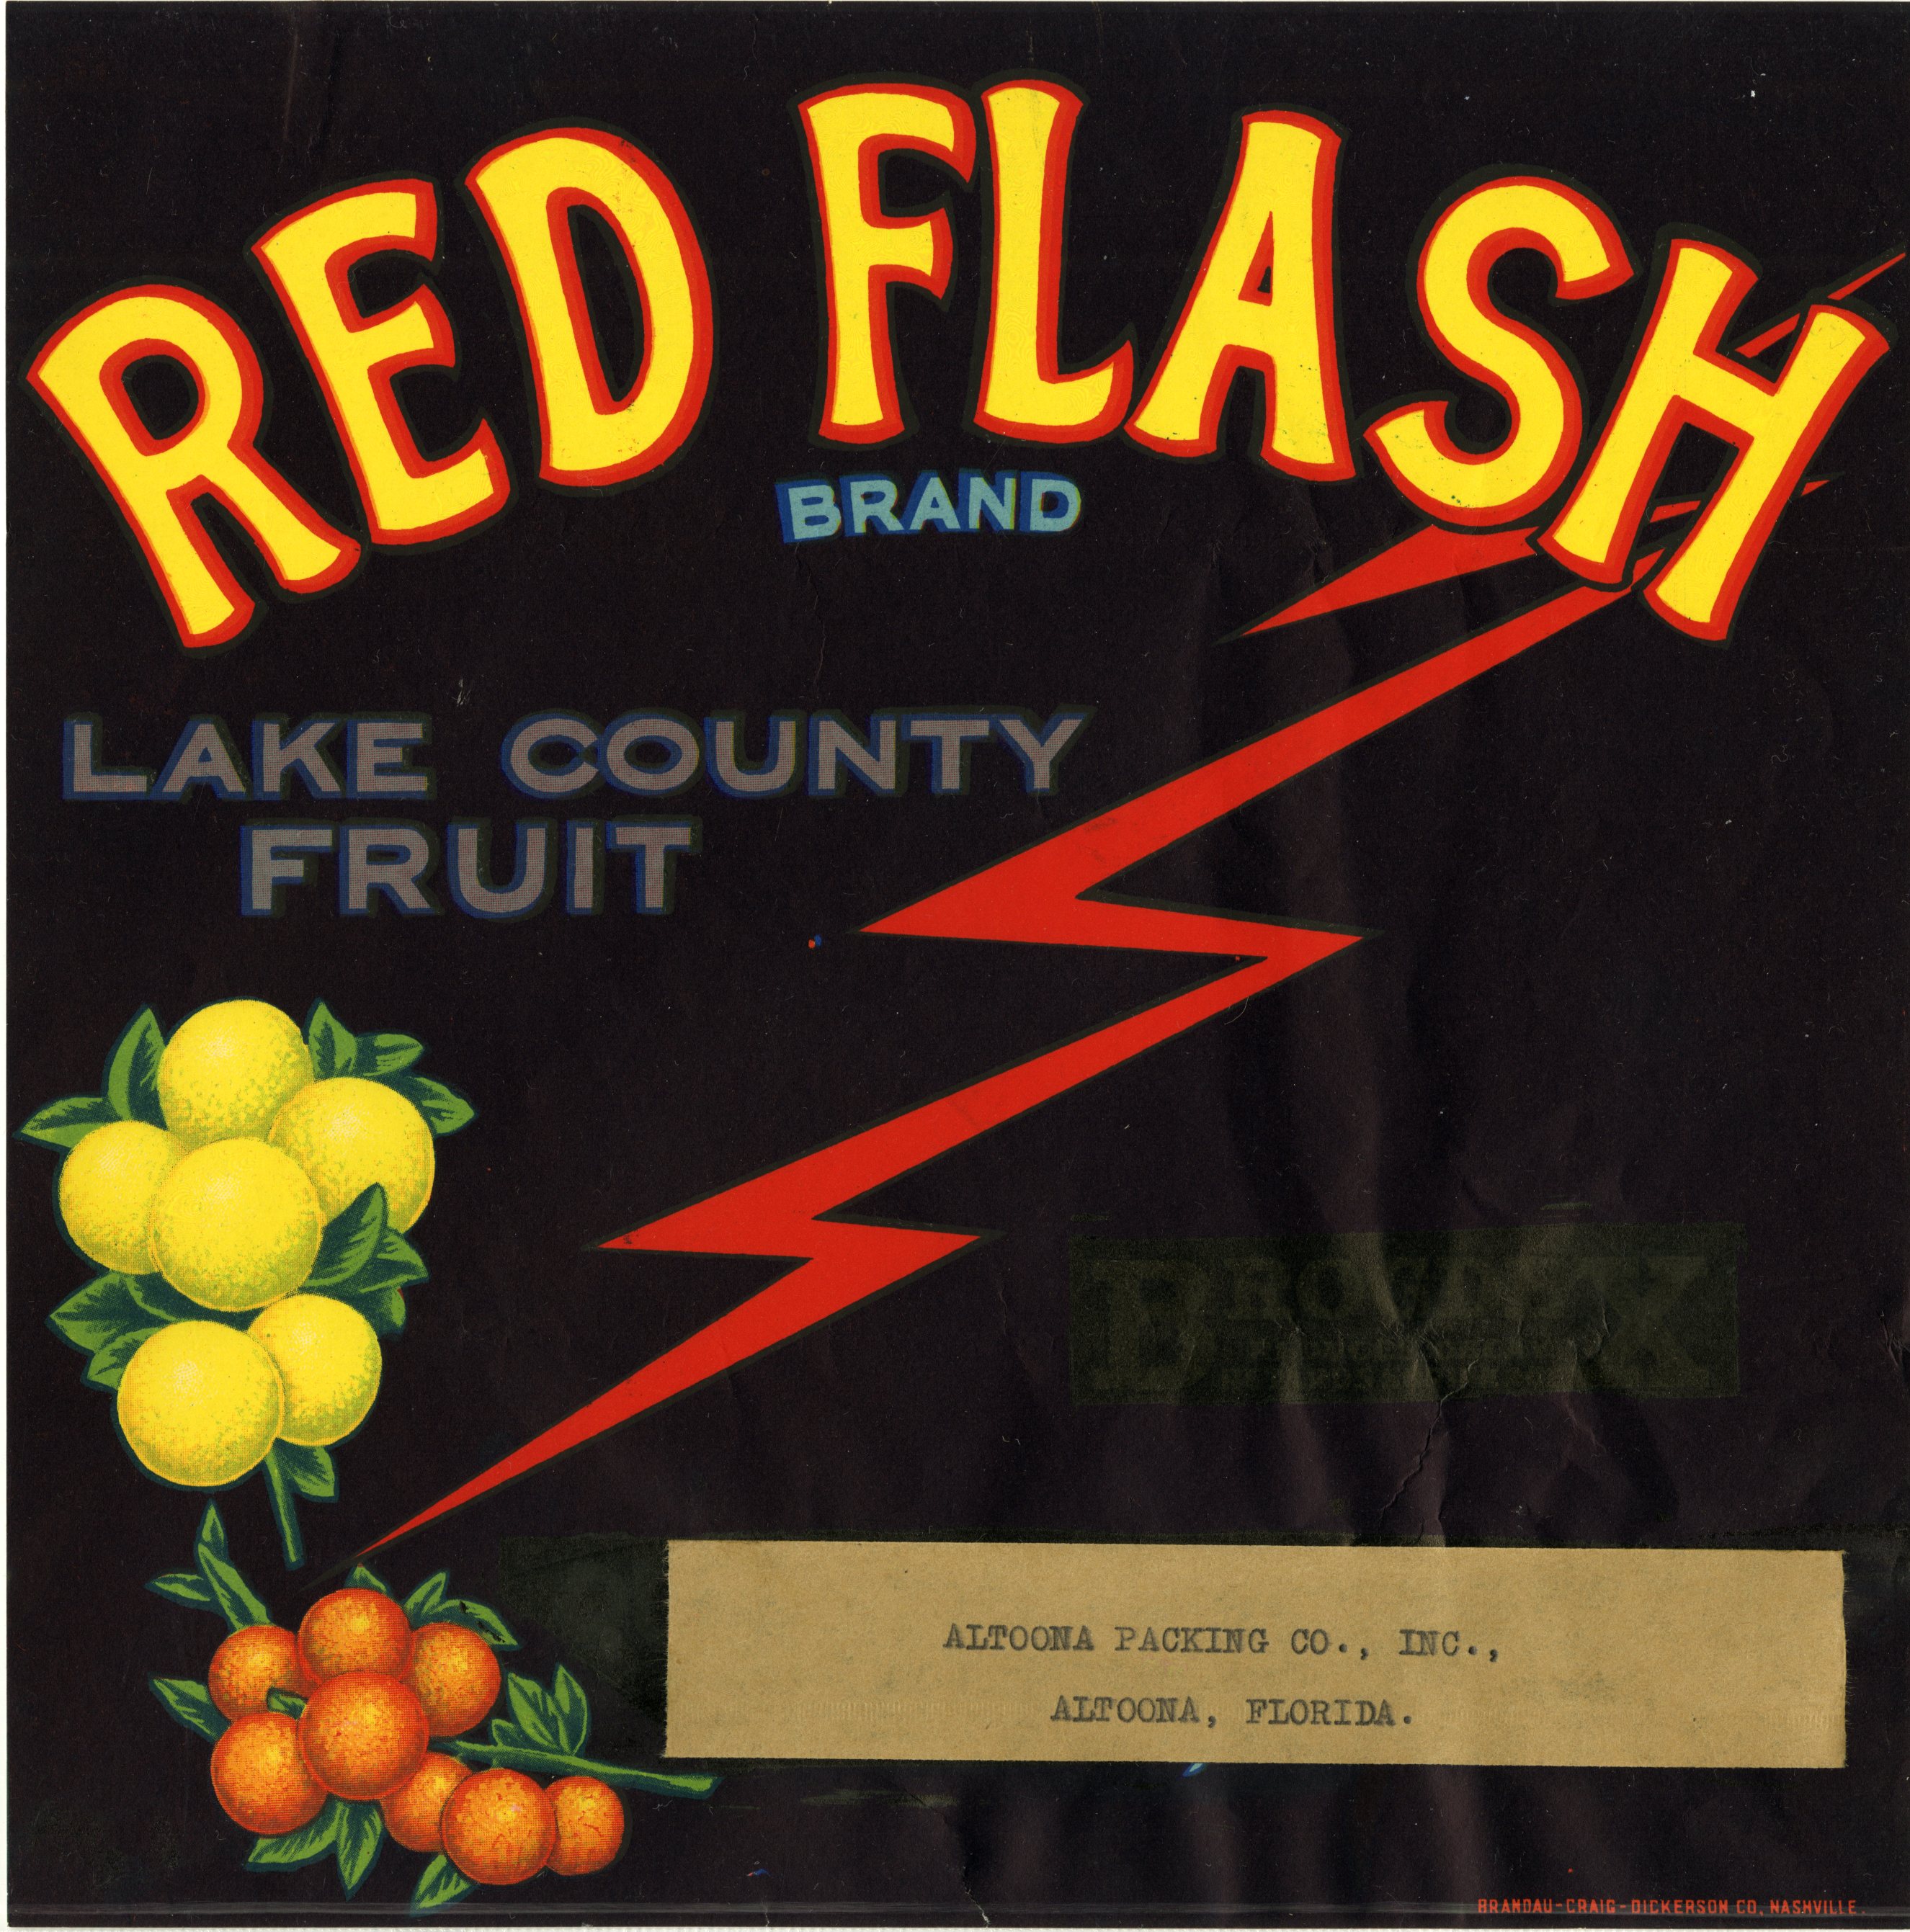 RED FLASH
BRAND
LAKE COUNTY
FRUIT
ALTOONA PACKING CO., INC.,
ALTOONA, FLORIDA.
BRANDAU-CRAIG-DICKERSON CO. NASHVILLE.